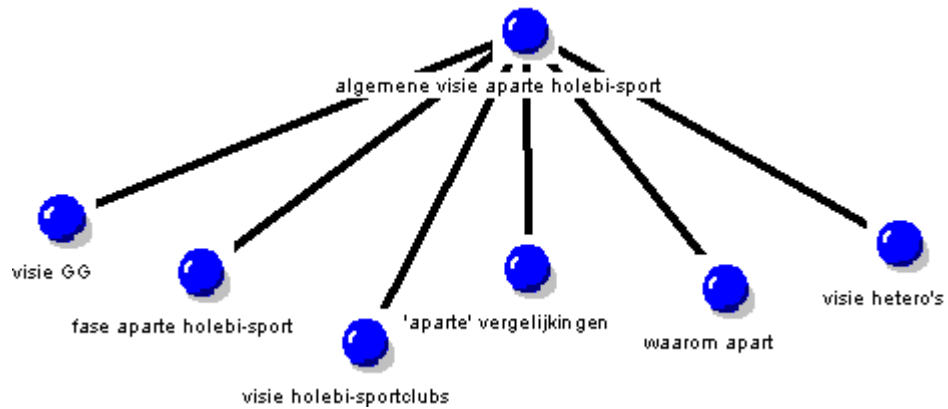 algemene visie aparte holebi-sport
visie GG
fase aparte holebi-sport
visie holebi-sportclubs
'aparte' vergelijkingen
waarom apart
visie hetero's